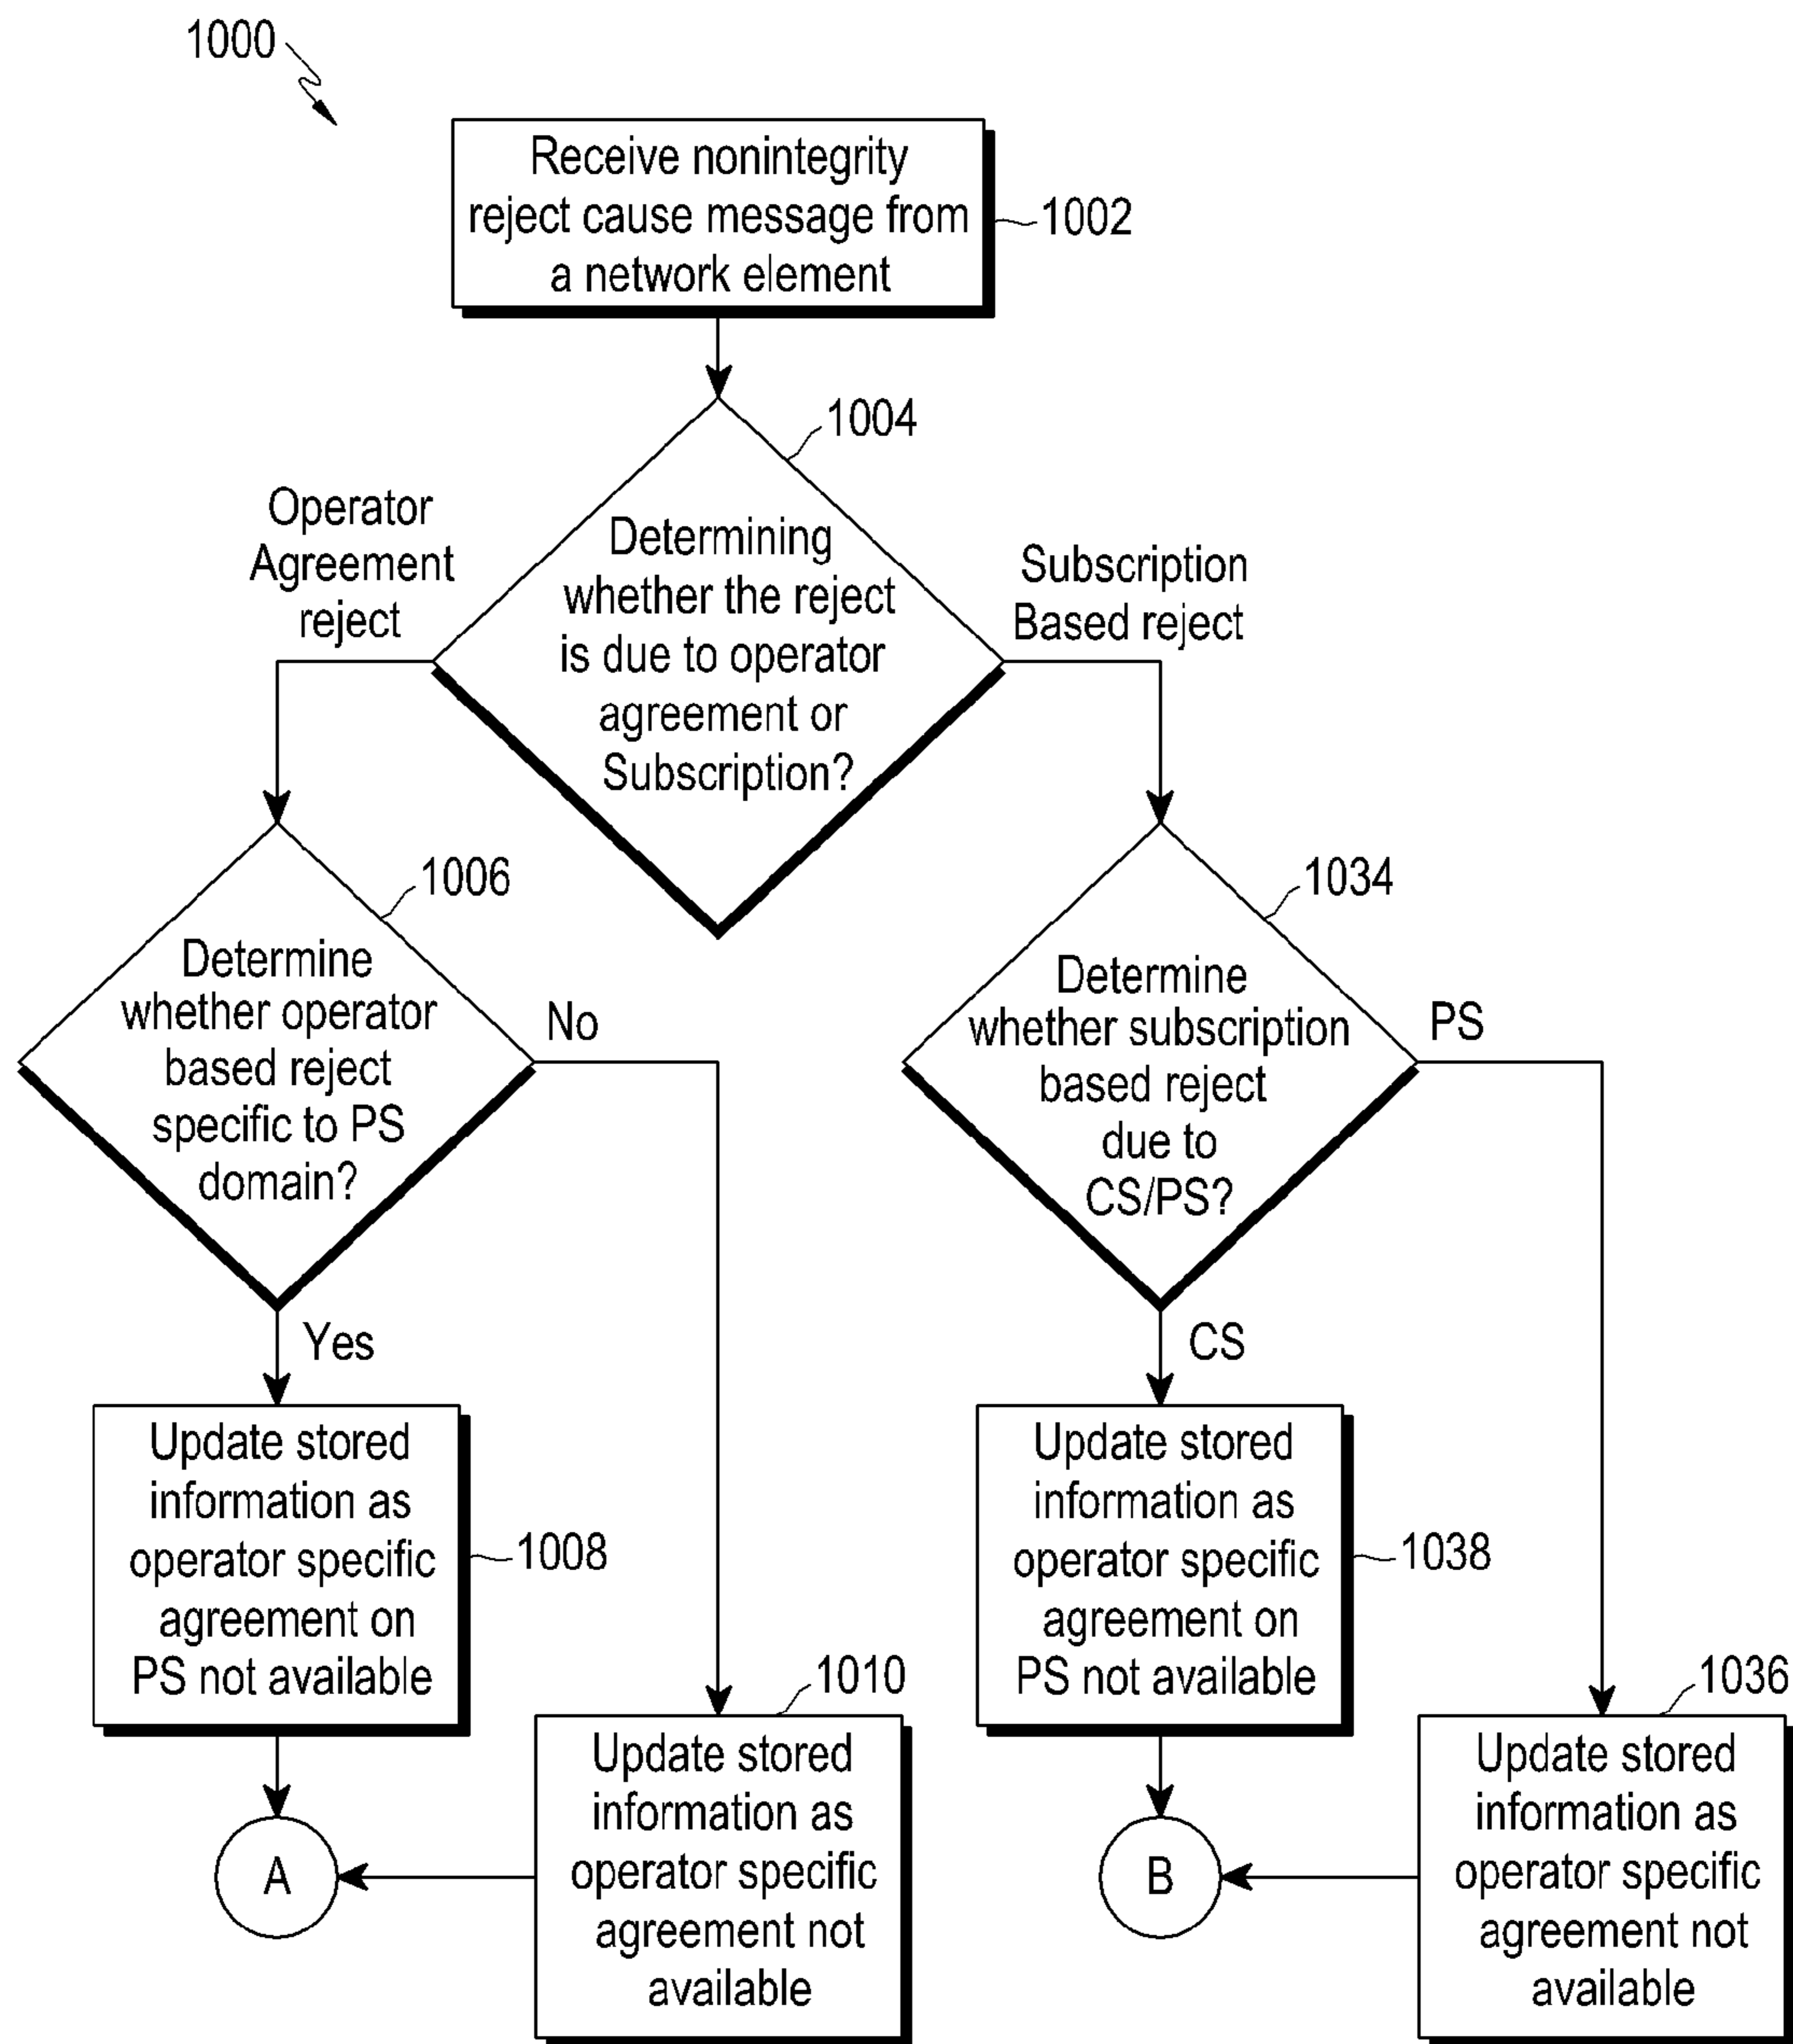 1000
Receive nonintegrity
reject cause message from
a network element
1002
1004
Operator
Agreement
reject
Determining
whether the reject
is due to operator
agreement or
Subscription?
Subscription
Based reject
1006
Determine
whether operator
based reject
specific to PS
domain?
No
Yes
1034
Determine
whether subscription
based reject
due to
CS/PS?
PS
CS
Update stored
information as
operator specific
agreement on
PS not available
1008
Update stored
information as
operator specific
agreement on
PS not available
1038
1010
Update stored
information as
operator specific
agreement not
available
A
1036
Update stored
information as
operator specific
agreement not
available
B